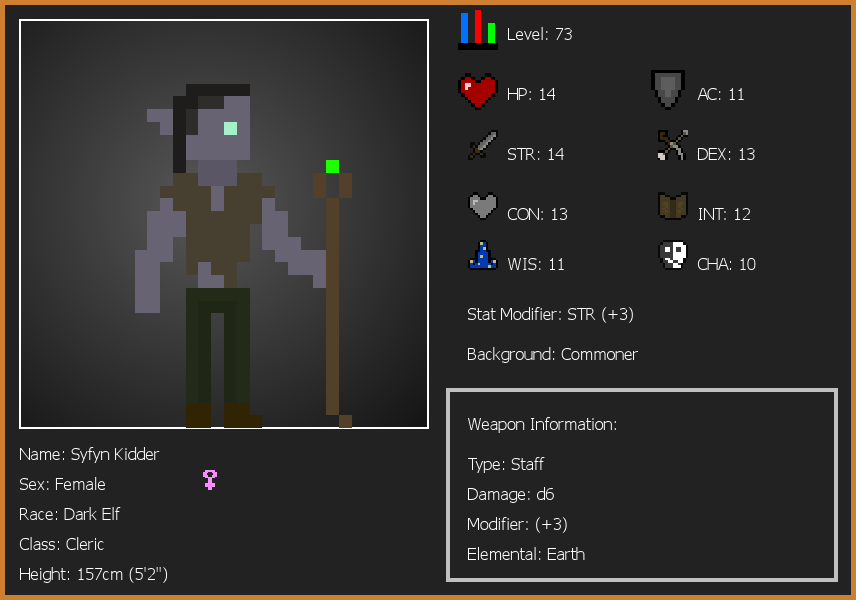 Level: 73
HP: 14
AC: 11
STR: 14
DEX: 13
CON: 13
INT: 12
WIS: 11
CHA: 10
Stat Modifier: STR (+3)
Background: Commoner
Weapon Information:
Type: Staff
Damage: d6
Modifier: (+3)
Elemental: Earth
Name: Syfyn Kidder
Sex: Female
Race: Dark Elf
Class: Cleric
Height: 157cm (5'2")